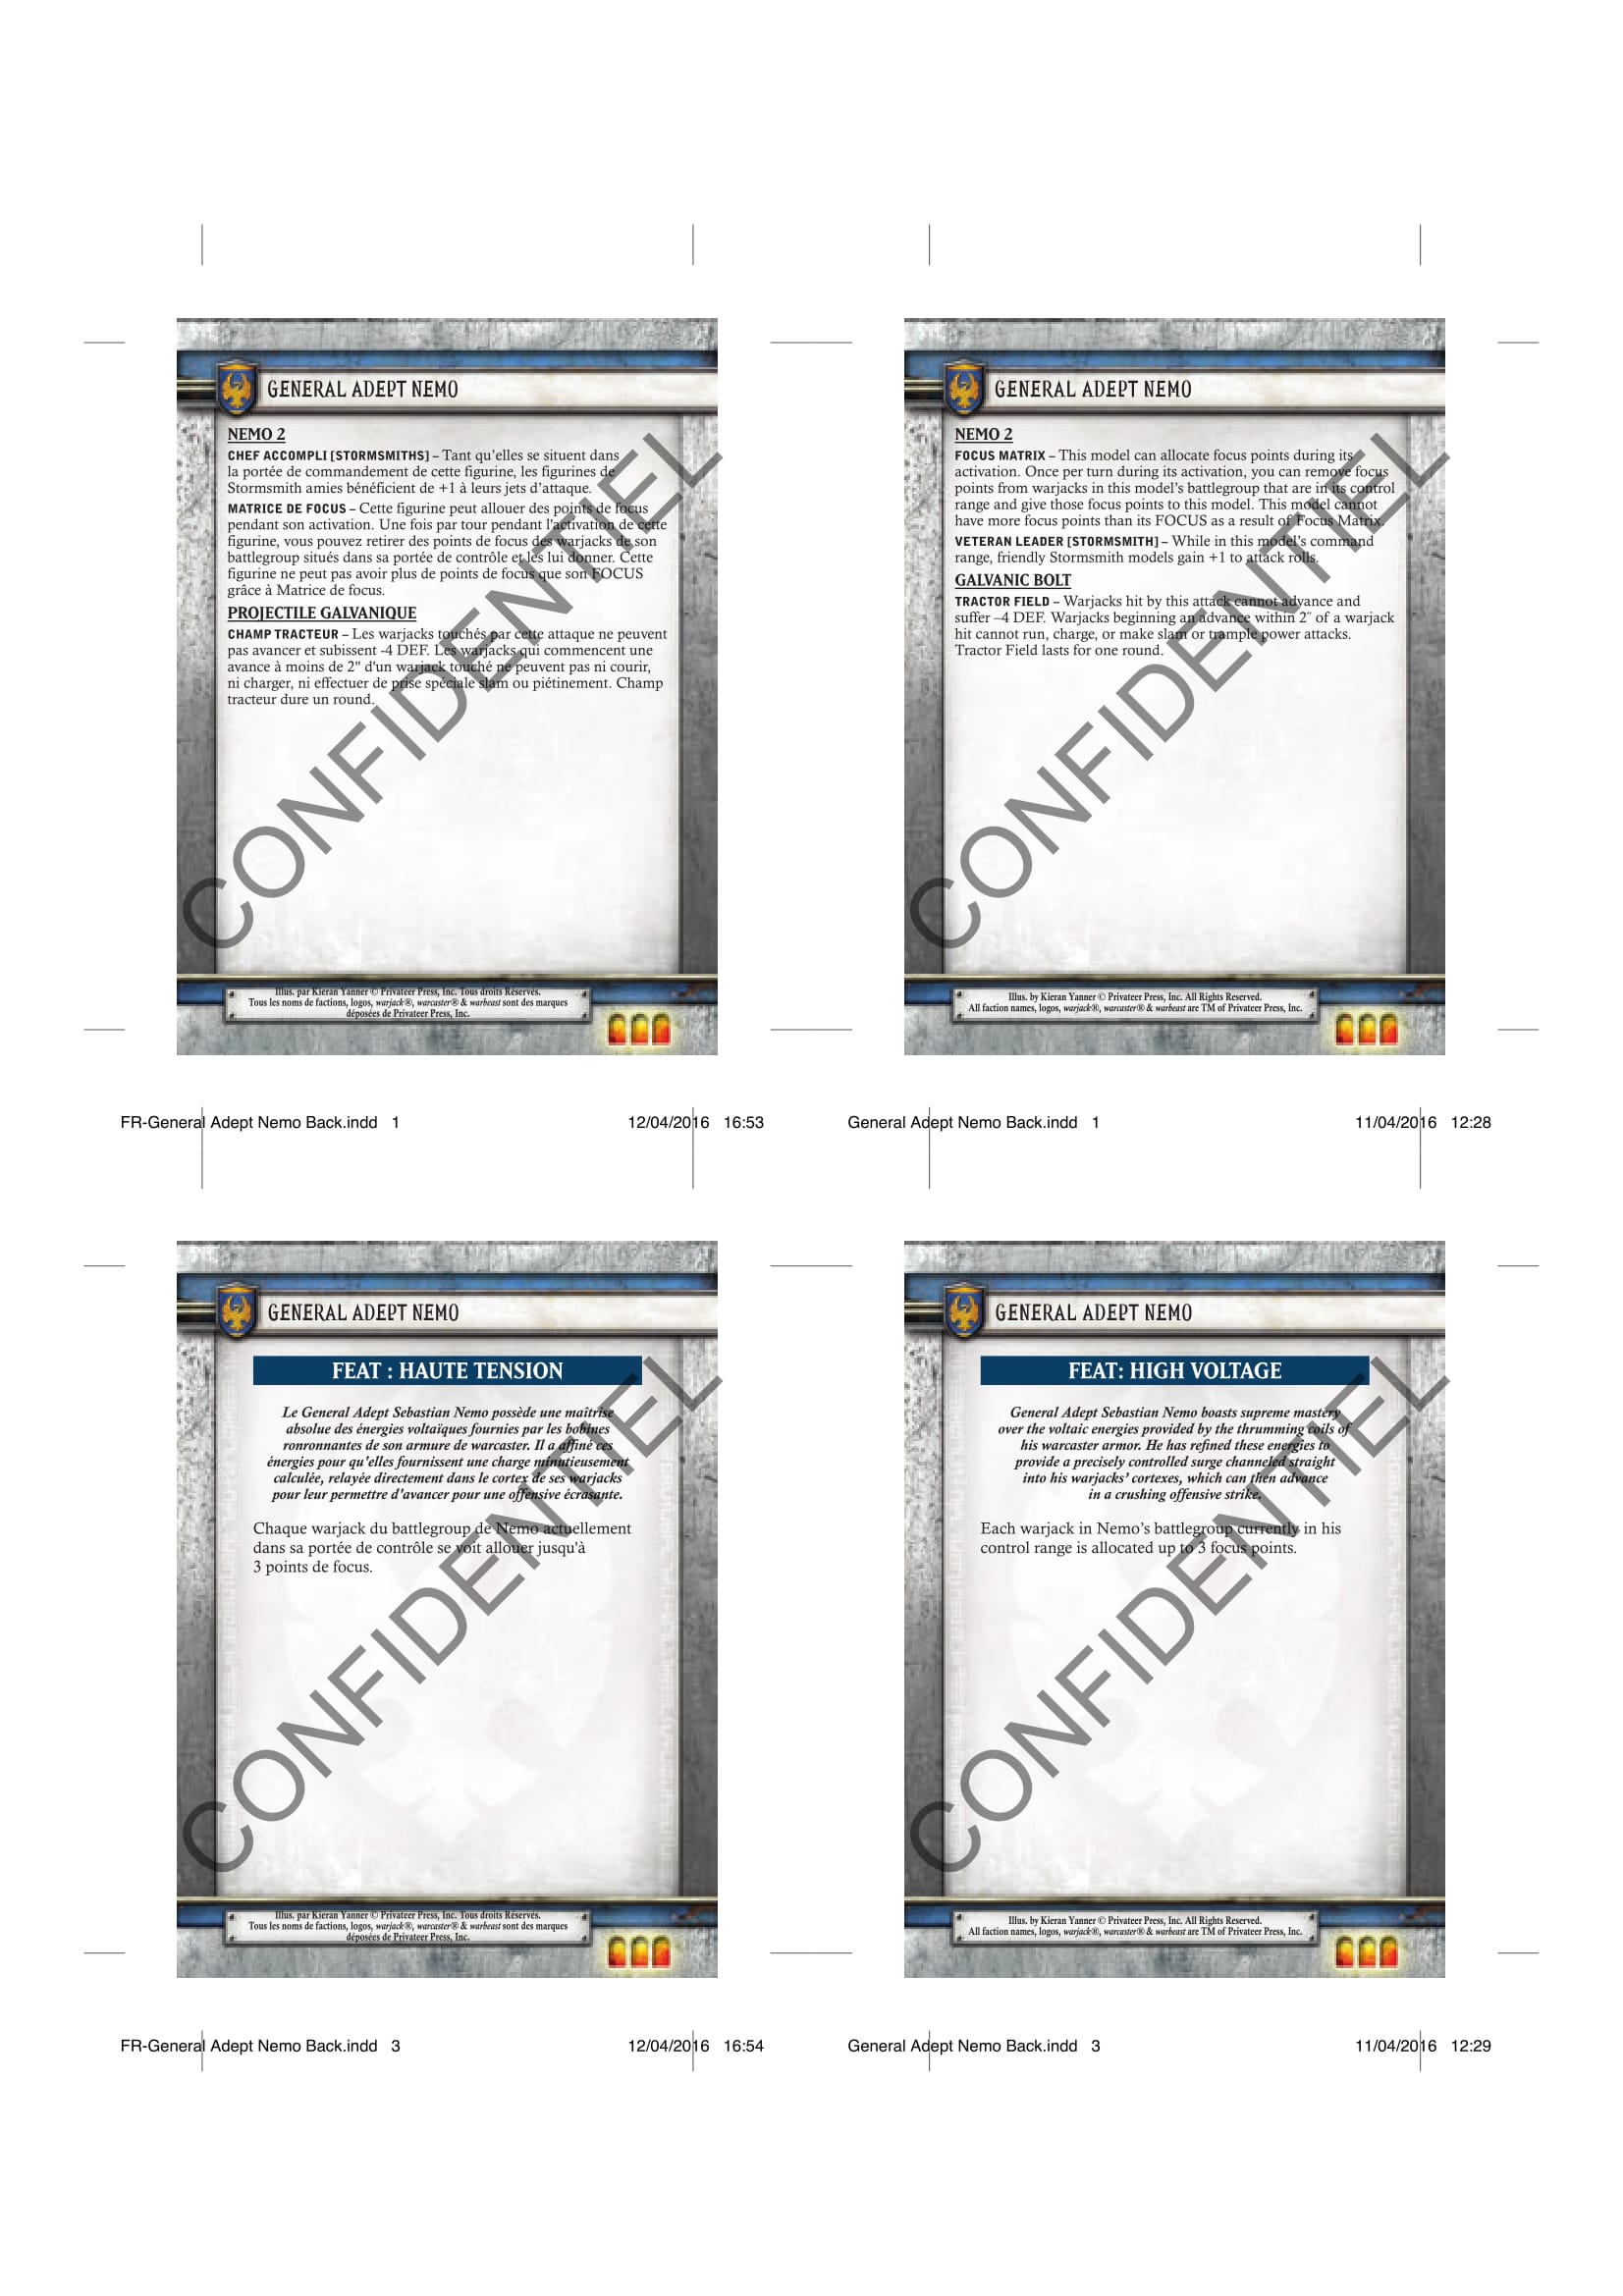 GENERAL ADEPT NEMO
NEMO 2
CHEF ACCOMPLI [STORMSMITHS] – Tant qu'elles se situent dans
la portée de commandement de cette figurine, les figurines de
Stormsmith amies bénéficient de +1 à leurs jets d'attaque.
MATRICE DE FOCUS – Cette figurine peut allouer des points de focus
pendant son activation. Une fois par tour pendant l'activation de cette
figurine, vous pouvez retirer des points de focus des warjacks de son
battlegroup situés dans sa portée de contrôle et les lui donner. Cette
figurine ne peut pas avoir plus de points de focus que son FOCUS
grâce à Matrice de focus.
PROJECTILE GALVANIQUE
CHAMP TRACTEUR – Les warjacks touchés par cette attaque ne peuvent
pas avancer et subissent -4 DEF. Les warjacks qui commencent une
avance à moins de 2" d'un warjack touché ne peuvent pas ni courir,
ni charger, ni effectuer de prise spéciale slam ou piétinement. Champ
tracteur dure un round.
CONFIDENTIEL
Illus. par Kieran Yanner © Privateer Press, Inc. Tous droits Réservés.
Tous les noms de factions, logos, warjack®, warcaster® & warbeast sont des marques
déposées de Privateer Press, Inc.
FR-General Adept Nemo Back.indd 1 12/04/2016 16:53
GENERAL ADEPT NEMO
NEMO 2
FOCUS MATRIX – This model can allocate focus points during its
activation. Once per turn during its activation, you can remove focus
points from warjacks in this model's battlegroup that are in its control
range and give those focus points to this model. This model cannot
have more focus points than its FOCUS as a result of Focus Matrix.
VETERAN LEADER [STORMSMITH] – While in this model's command
range, friendly Stormsmith models gain +1 to attack rolls.
GALVANIC BOLT
TRACTOR FIELD – Warjacks hit by this attack cannot advance and
suffer –4 DEF. Warjacks beginning an advance within 2" of a warjack
hit cannot run, charge, or make slam or trample power attacks.
Tractor Field lasts for one round.
CONFIDENTIEL
Illus. by Kieran Yanner © Privateer Press, Inc. All Rights Reserved.
All faction names, logos, warjack®, warcaster® & warbeast are TM of Privateer Press, Inc.
General Adept Nemo Back.indd 1 11/04/2016 12:28
GENERAL ADEPT NEMO
FEAT : HAUTE TENSION
Le General Adept Sebastian Nemo possède une maîtrise
absolue des énergies voltaïques fournies par les bobines
ronronnantes de son armure de warcaster. Il a affiné ces
énergies pour qu'elles fournissent une charge minutieusement
calculée, relayée directement dans le cortex de ses warjacks
pour leur permettre d'avancer pour une offensive écrasante.
Chaque warjack du battlegroup de Nemo actuellement
dans sa portée de contrôle se voit allouer jusqu'à
3 points de focus.
CONFIDENTIEL
Illus. par Kieran Yanner © Privateer Press, Inc. Tous droits Réservés.
Tous les noms de factions, logos, warjack®, warcaster® & warbeast sont des marques
déposées de Privateer Press, Inc.
FR-General Adept Nemo Back.indd 3 12/04/2016 16:54
GENERAL ADEPT NEMO
FEAT: HIGH VOLTAGE
General Adept Sebastian Nemo boasts supreme mastery
over the voltaic energies provided by the thrumming coils of
his warcaster armor. He has refined these energies to
provide a precisely controlled surge channeled straight
into his warjacks' cortexes, which can then advance
in a crushing offensive strike.
Each warjack in Nemo's battlegroup currently in his
control range is allocated up to 3 focus points.
CONFIDENTIEL
Illus. by Kieran Yanner © Privateer Press, Inc. All Rights Reserved.
All faction names, logos, warjack®, warcaster® & warbeast are TM of Privateer Press, Inc.
General Adept Nemo Back.indd 3 11/04/2016 12:29